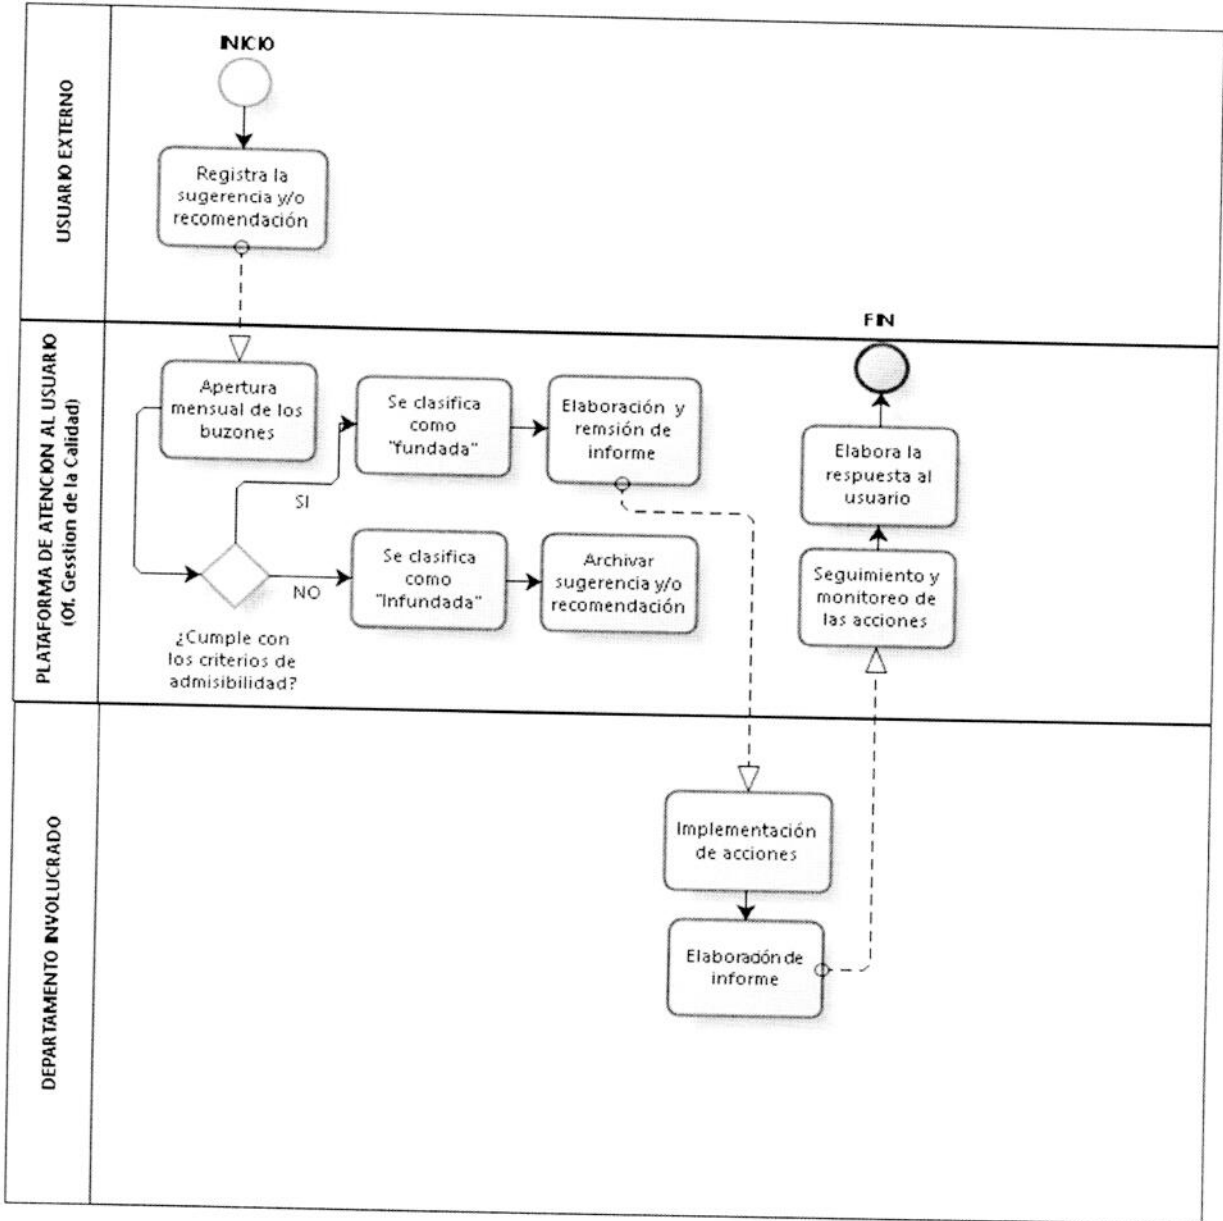 USUARIO EXTERNO
INICIO
Registra la
sugerencia y/o
recomendación
PLATAFORMA DE ATENCION AL USUARIO
(Of. Gesstion de la Calidad)
FIN
Apertura
mensual de los
buzones
Se clasifica
como
"fundada"
Elaboración y
remsión de
informe
Elabora la
respuesta al
usuario
SI
NO
Se clasifica
como
"Infundada"
Archivar
sugerencia y/o
recomendación
Seguimiento y
monitoreo de
las acciones
¿Cumple con
los criterios de
admisibilidad?
DEPARTAMENTO INVOLUCRADO
Implementación
de acciones
Elaboración de
informe